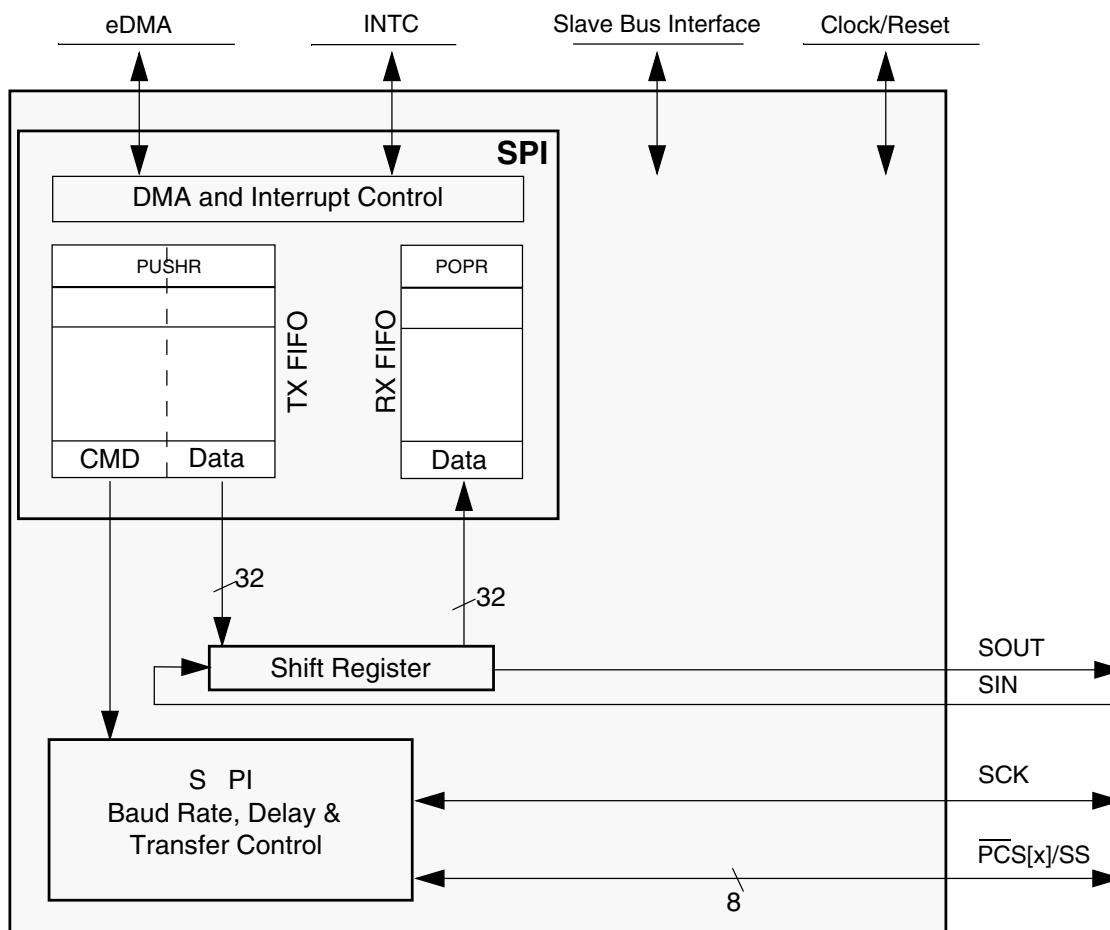 eDMA
INTC
Slave Bus Interface
Clock/Reset
SPI
DMA and Interrupt Control
PUSHR
POPR
TX FIFO
RX FIFO
CMD
Data
Data
32
32
Shift Register
SOUT
SIN
S PI
Baud Rate, Delay &
Transfer Control
SCK
PCS[x]/SS
8